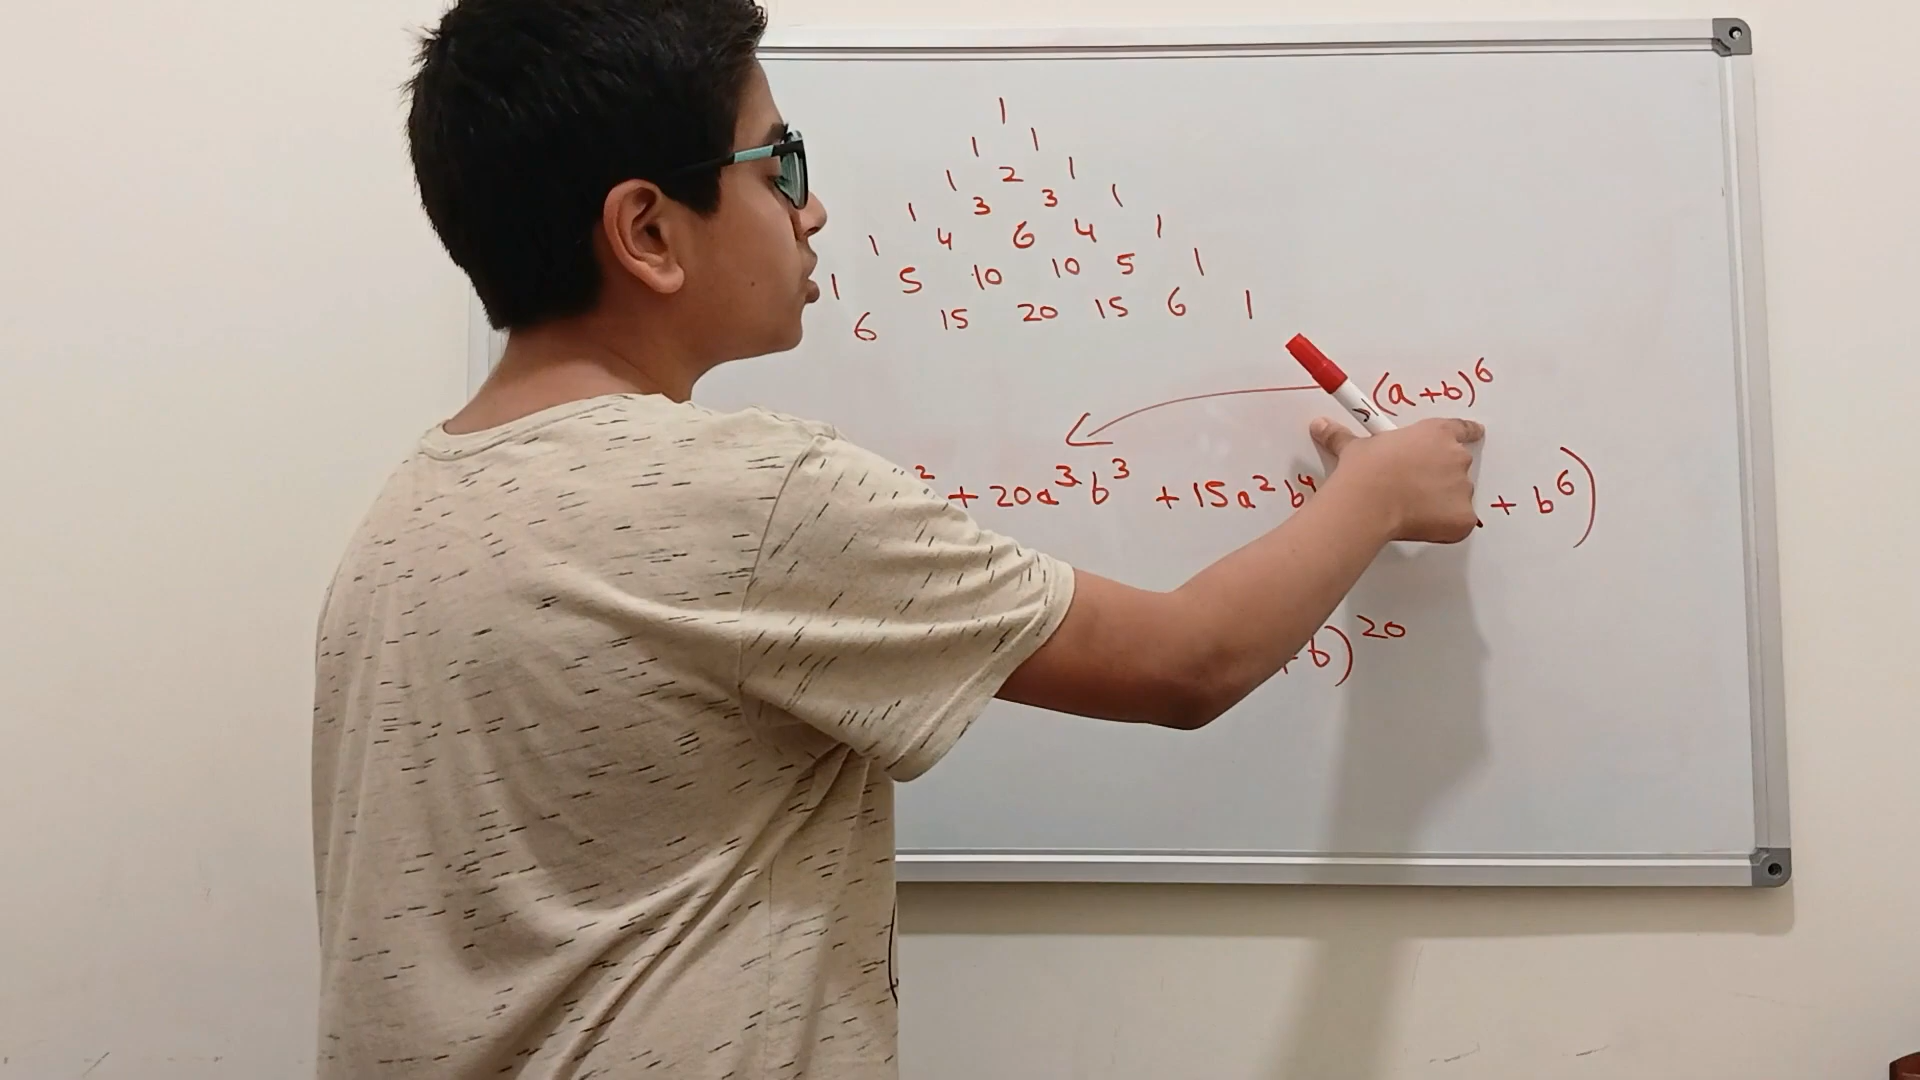 1
1 1
1 2 1
1 3 3 1
1 4 6 4 1
1 5 10 10 5 1
6 15 20 15 6 1
(a+b)⁶
² + 20a³b³ + 15a²b⁴ + b⁶)
+b)²⁰